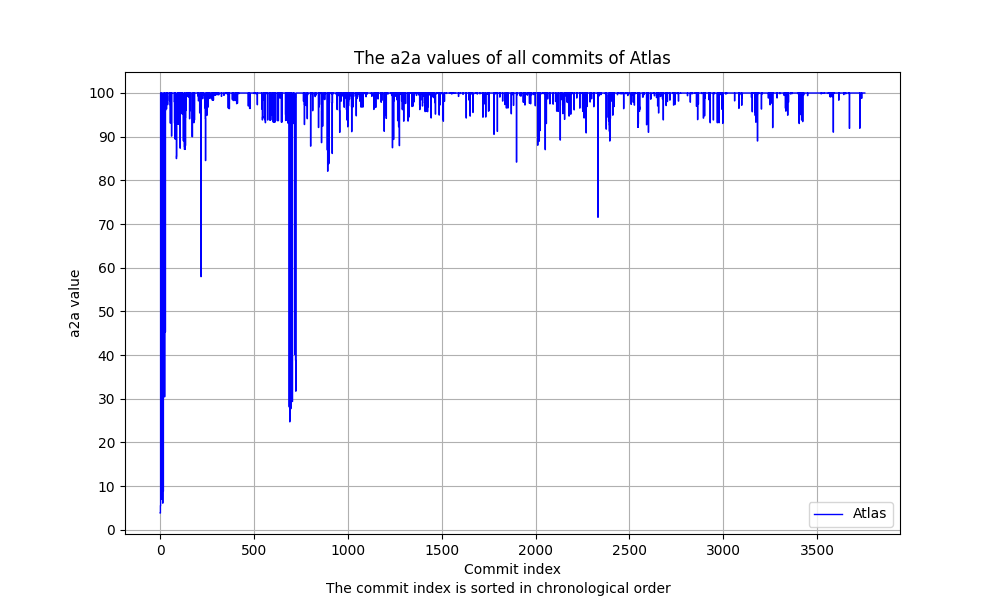 The a2a values of all commits of Atlas
100
90
80
70
60
50
40
30
20
10
0
a2a value
Atlas
0 500 1000 1500 2000 2500 3000 3500
Commit index
The commit index is sorted in chronological order